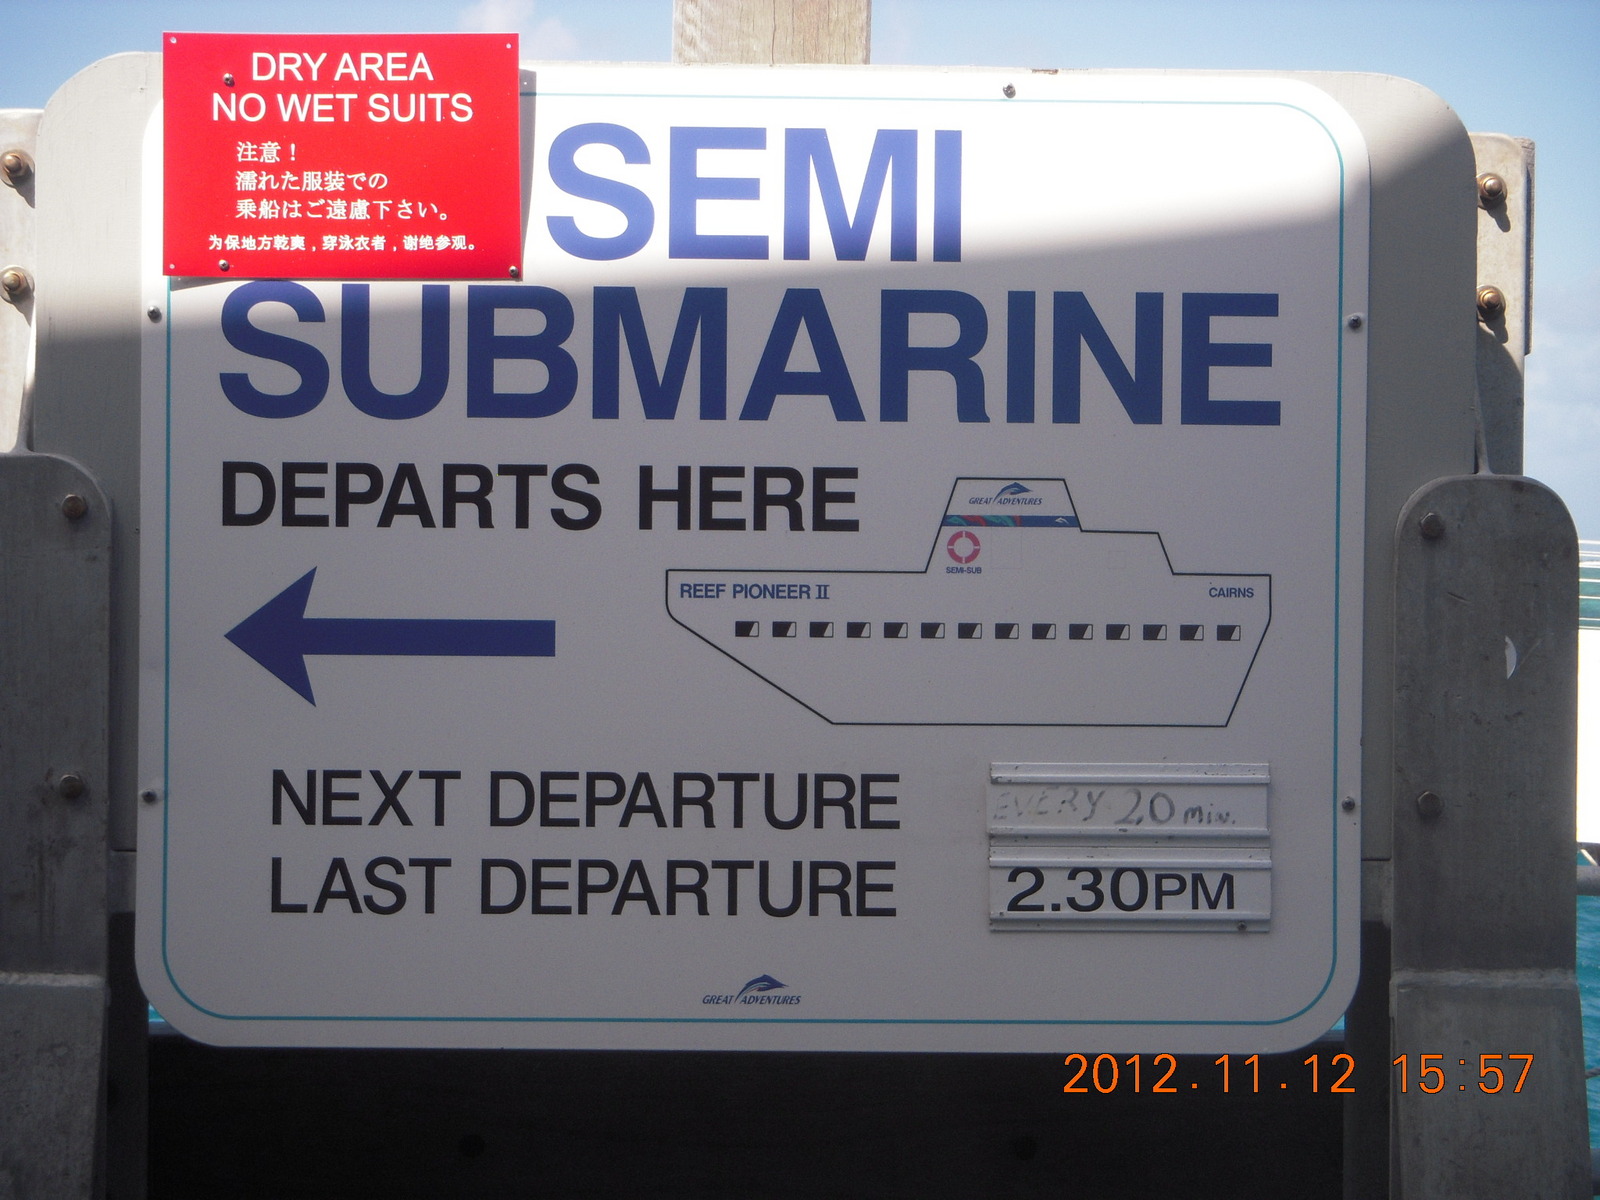 DRY AREA
NO WET SUITS
注意！
濡れた服装での
乗船はご遠慮下さい。
为保地方乾爽，穿泳衣者，谢绝参观。
SEMI
SUBMARINE
DEPARTS HERE
GREAT ADVENTURES
SEMI-SUB
REEF PIONEER II
CAIRNS
NEXT DEPARTURE EVERY 20 min.
LAST DEPARTURE 2.30PM
GREAT ADVENTURES
2012.11.12 15:57